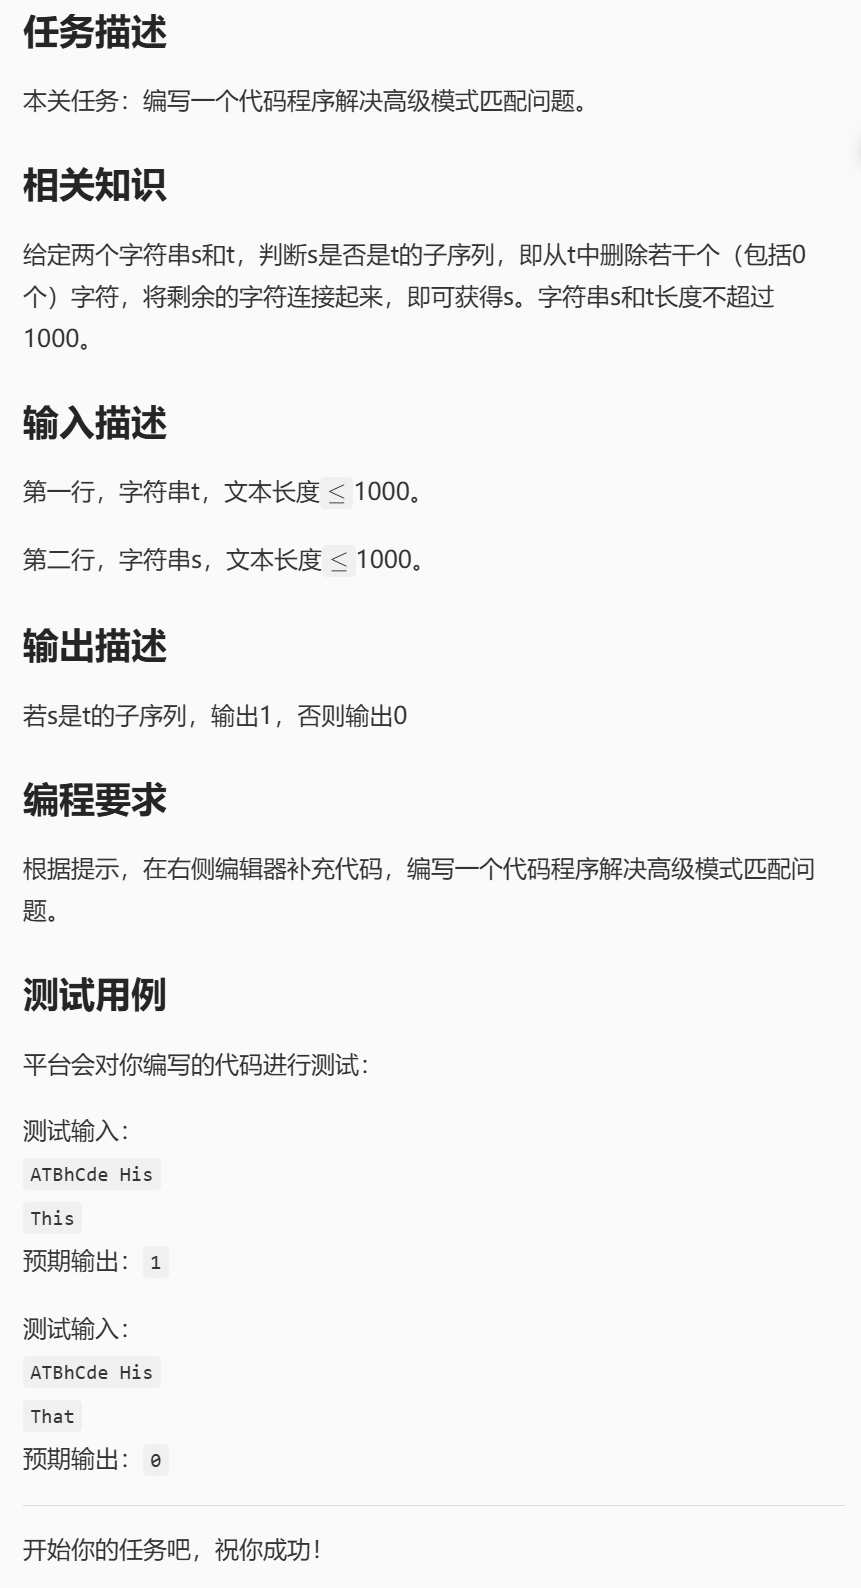 任务描述
本关任务：编写一个代码程序解决高级模式匹配问题。
相关知识
给定两个字符串s和t，判断s是否是t的子序列，即从t中删除若干个（包括0
个）字符，将剩余的字符连接起来，即可获得s。字符串s和t长度不超过
1000。
输入描述
第一行，字符串t，文本长度≤1000。
第二行，字符串s，文本长度≤1000。
输出描述
若s是t的子序列，输出1，否则输出0
编程要求
根据提示，在右侧编辑器补充代码，编写一个代码程序解决高级模式匹配问
题。
测试用例
平台会对你编写的代码进行测试：
测试输入：
ATBhCde His
This
预期输出：1
测试输入：
ATBhCde His
That
预期输出：0
开始你的任务吧，祝你成功！